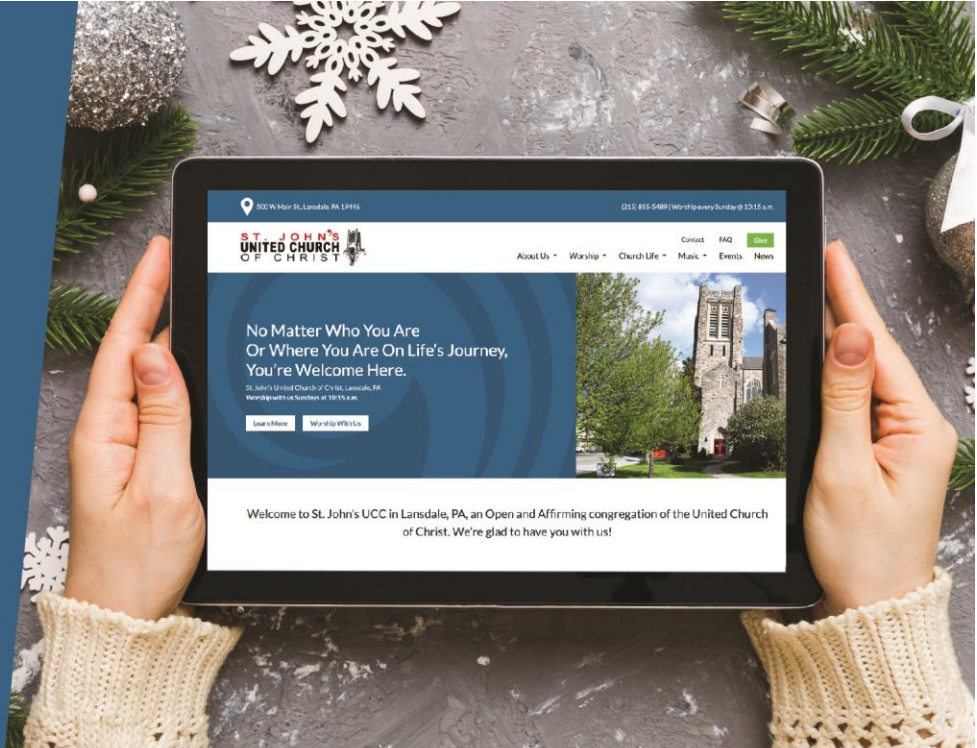 500 W Main St., Lansdale PA 19446
(215) 855-5489 | Worship every Sunday @ 10:15 a.m.
ST. JOHN'S
UNITED CHURCH
OF CHRIST
Contact FAQ Give
About Us Worship Church Life Music Events News
No Matter Who You Are
Or Where You Are On Life's Journey,
You're Welcome Here.
St. John's United Church of Christ, Lansdale, PA
Worship with us Sundays at 10:15 a.m.
Learn More Worship With Us
Welcome to St. John's UCC in Lansdale, PA, an Open and Affirming congregation of the United Church
of Christ. We're glad to have you with us!